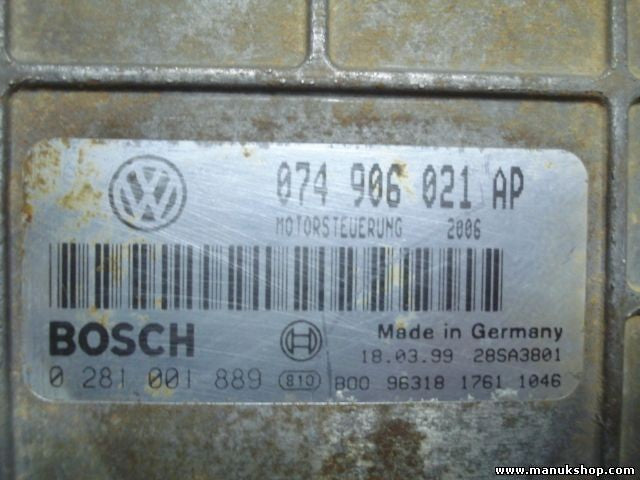 074 906 021 AP
MOTORSTEUERUNG 2006
BOSCH
Made in Germany
18.03.99 28SA3801
0 281 001 889 810 B00 96318 1761 1046
www.manukshop.com